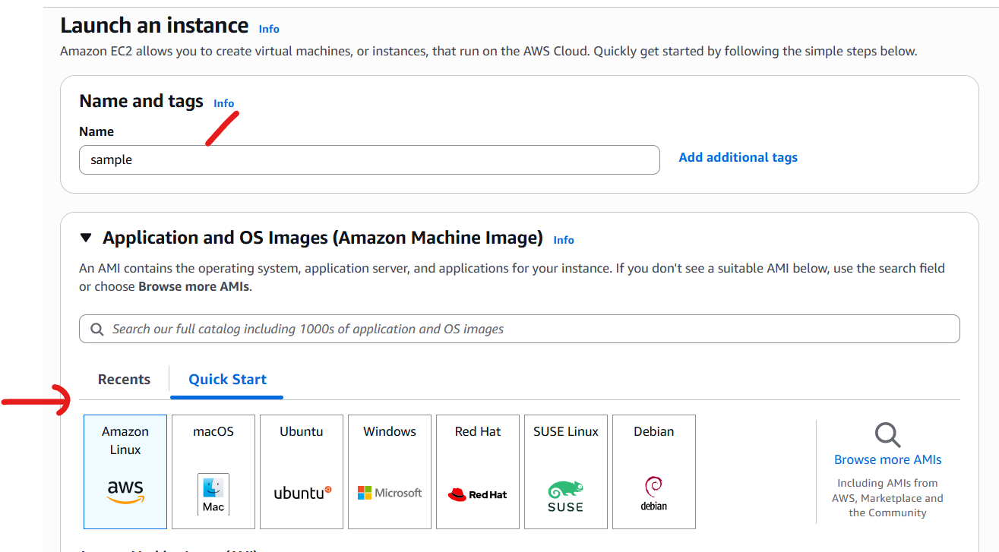 Launch an instance Info
Amazon EC2 allows you to create virtual machines, or instances, that run on the AWS Cloud. Quickly get started by following the simple steps below.
Name and tags Info
Name
sample
Add additional tags
Application and OS Images (Amazon Machine Image) Info
An AMI contains the operating system, application server, and applications for your instance. If you don't see a suitable AMI below, use the search field
or choose Browse more AMIs.
Search our full catalog including 1000s of application and OS images
Recents
Quick Start
Amazon
Linux
aws
macOS
Mac
Ubuntu
ubuntu
Windows
Microsoft
Red Hat
Red Hat
SUSE Linux
SUSE
Debian
debian
Browse more AMIs
Including AMIs from
AWS, Marketplace and
the Community